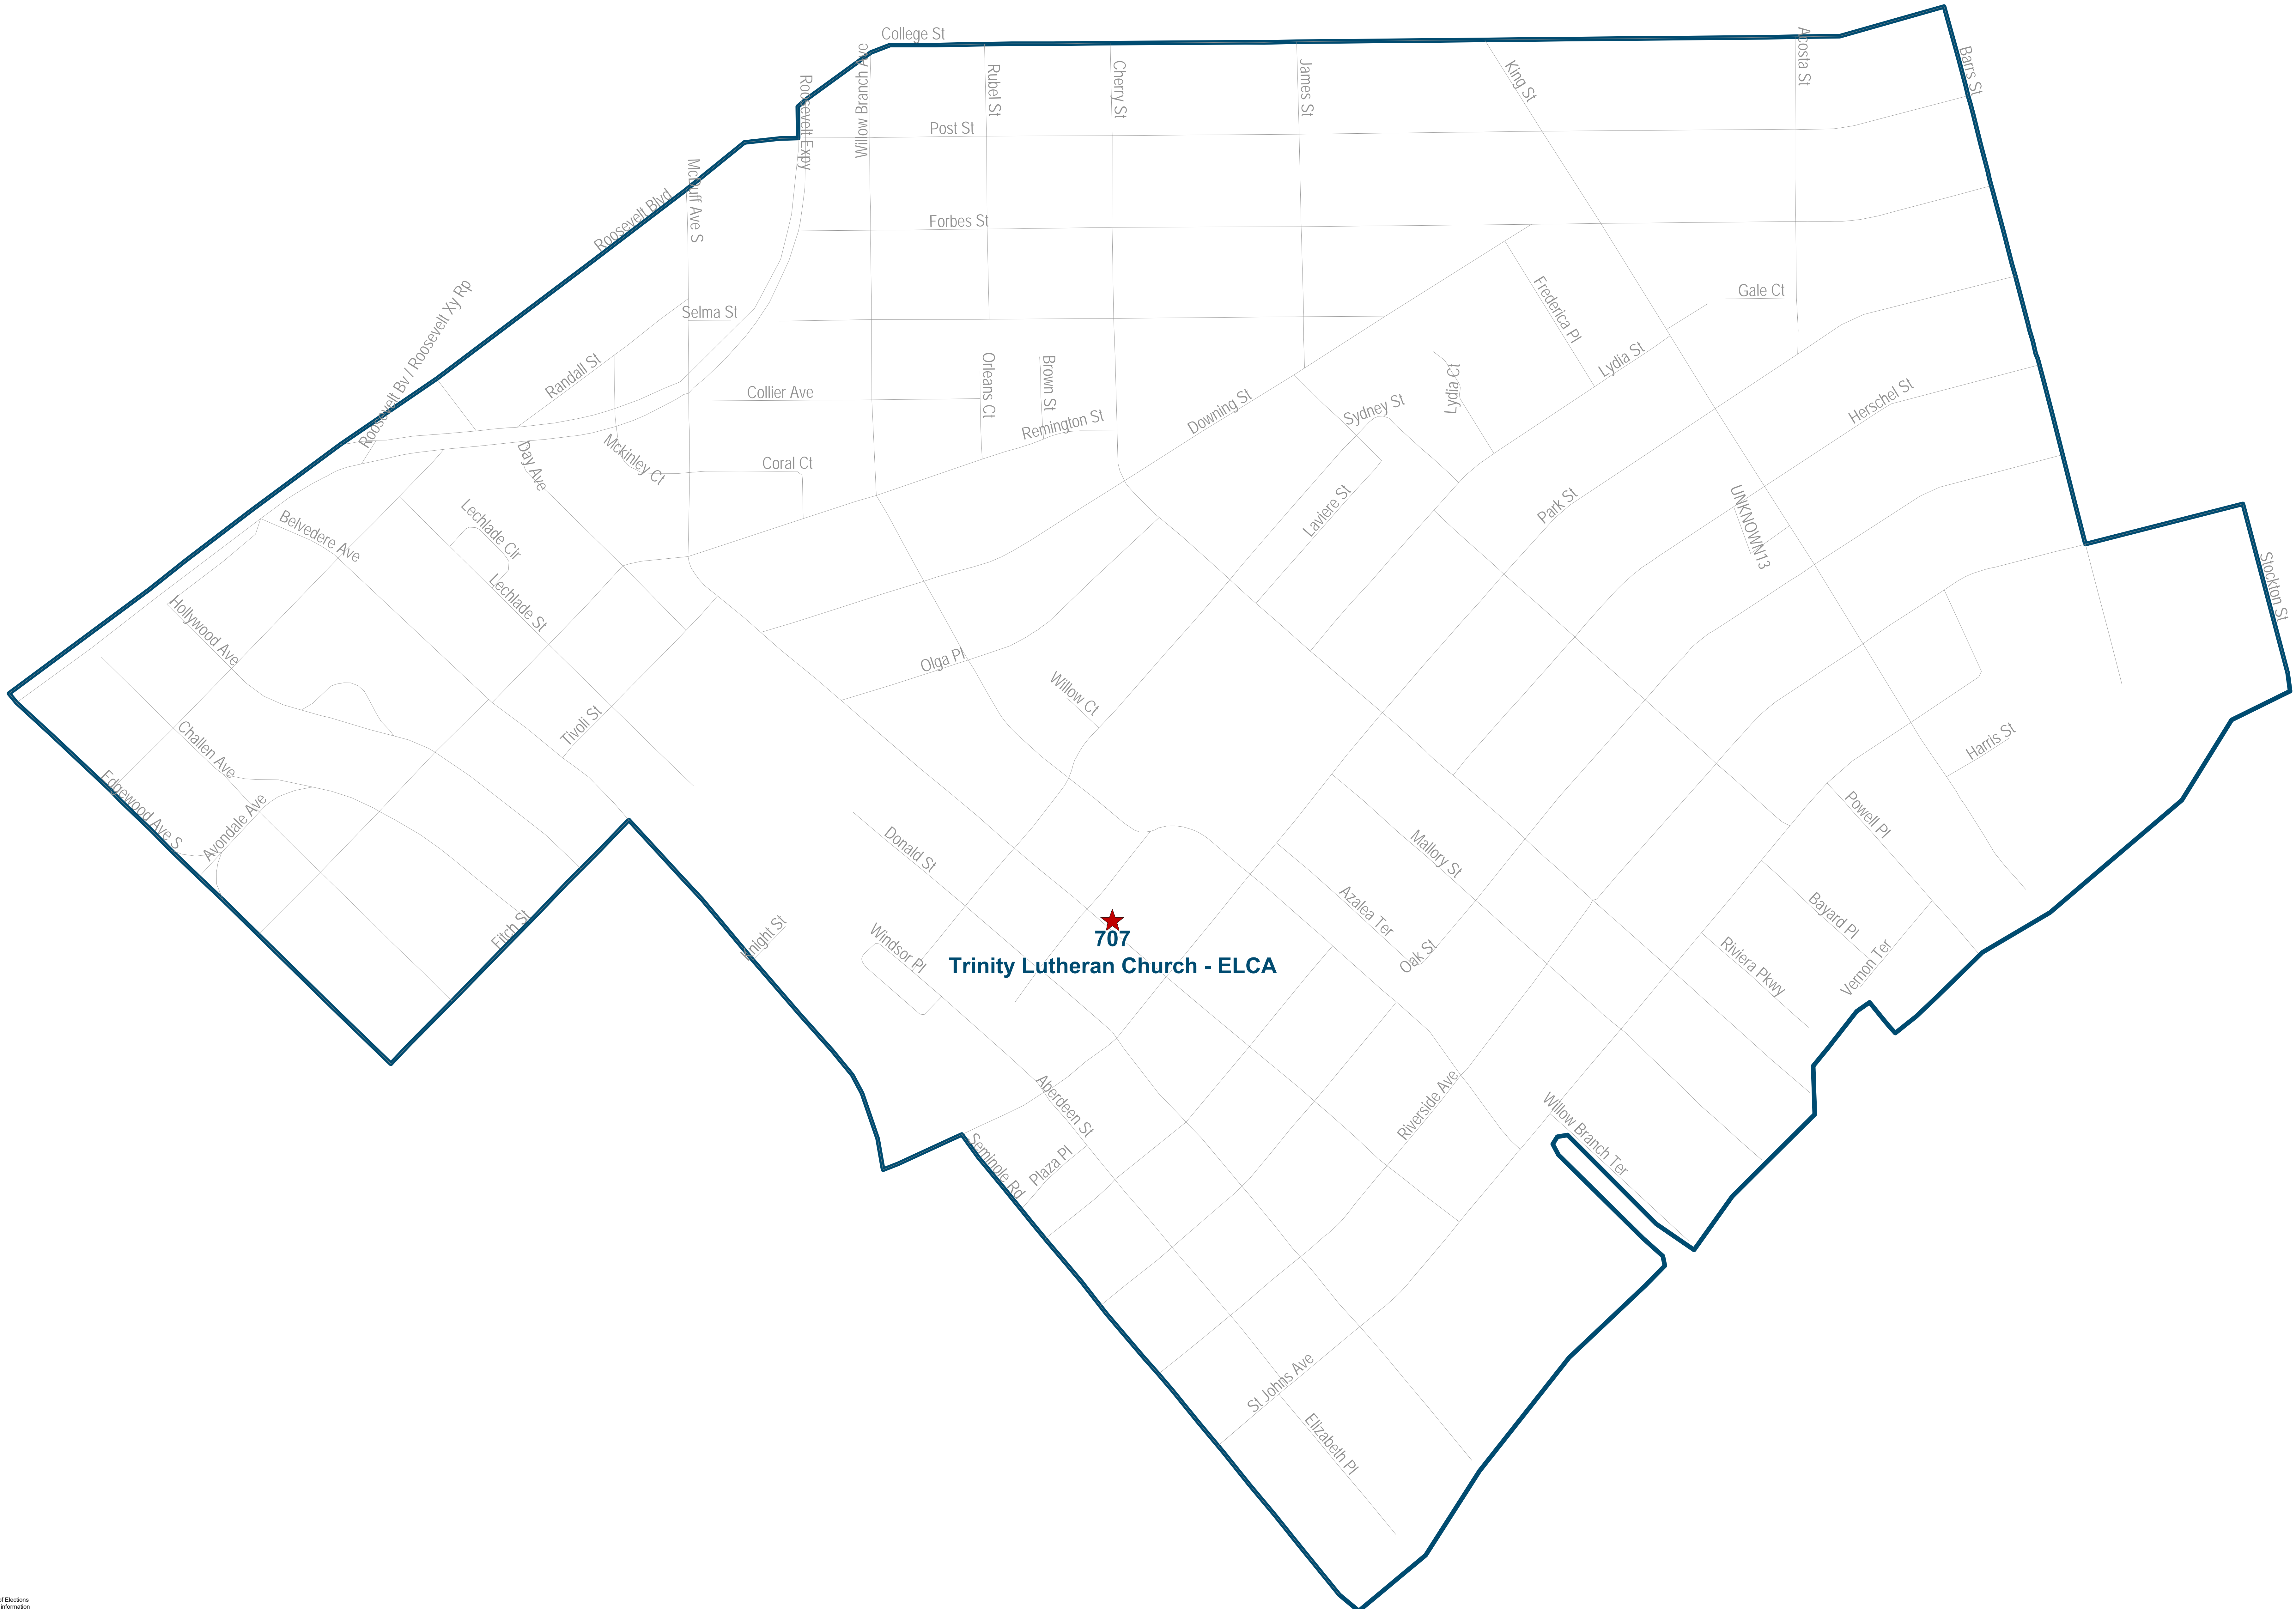 College St
Barrs St
Acosta St
Willow Branch Ave
Roosevelt Expy
Rubel St
Cherry St
James St
King St
Post St
McDuff Ave S
Roosevelt Blvd
Forbes St
Roosevelt Bv / Roosevelt Xy Rp
Gale Ct
Frederica Pl
Selma St
Randall St
Orleans Ct
Brown St
Lydia St
Lydia Ct
Collier Ave
Herschel St
Downing St
Sydney St
Remington St
Mckinley Ct
Coral Ct
Day Ave
Park St
Laviere St
UNKNOWN13
Lechlade Cir
Belvedere Ave
Stockton St
Lechlade St
Hollywood Ave
Olga Pl
Willow Ct
Tivoli St
Challen Ave
Harris St
Edgewood Ave S
Avondale Ave
Powell Pl
Donald St
Mallory St
Azalea Ter
Bayard Pl
Fitch St
Knight St
Windsor Pl
707
Trinity Lutheran Church - ELCA
Oak St
Riviera Pkwy
Vernon Ter
Aberdeen St
Riverside Ave
Willow Branch Ter
Seminole Rd
Plaza Pl
St Johns Ave
Elizabeth Pl
of Elections
information